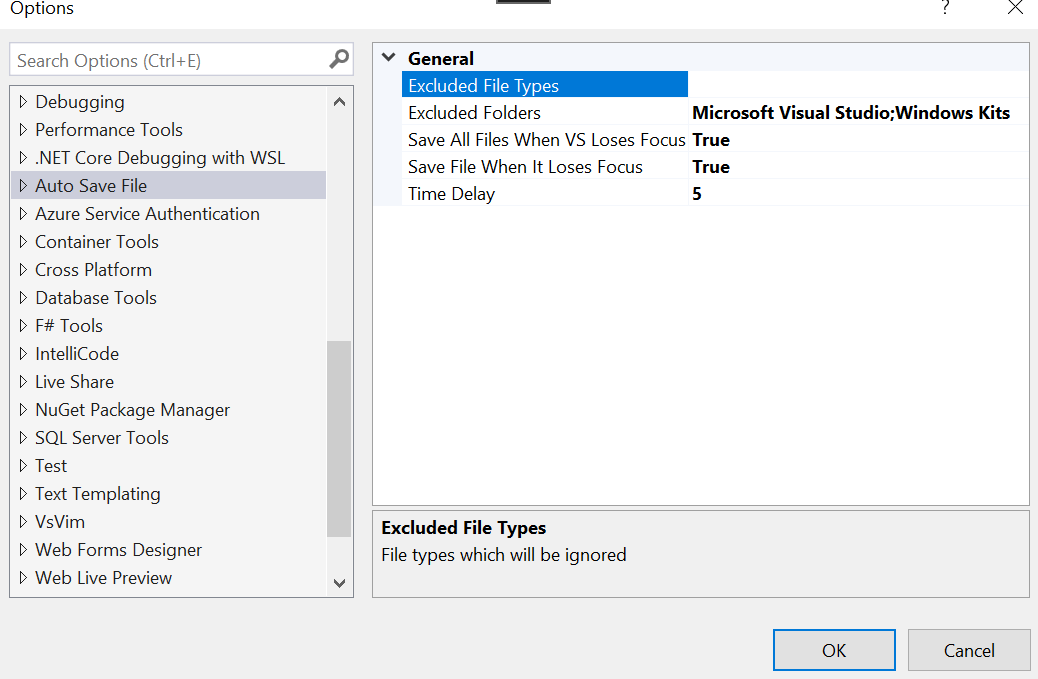 Options
?
Search Options (Ctrl+E)
Debugging
Performance Tools
.NET Core Debugging with WSL
Auto Save File
Azure Service Authentication
Container Tools
Cross Platform
Database Tools
F# Tools
IntelliCode
Live Share
NuGet Package Manager
SQL Server Tools
Test
Text Templating
VsVim
Web Forms Designer
Web Live Preview
General
Excluded File Types
Excluded Folders Microsoft Visual Studio;Windows Kits
Save All Files When VS Loses Focus True
Save File When It Loses Focus True
Time Delay 5
Excluded File Types
File types which will be ignored
OK Cancel